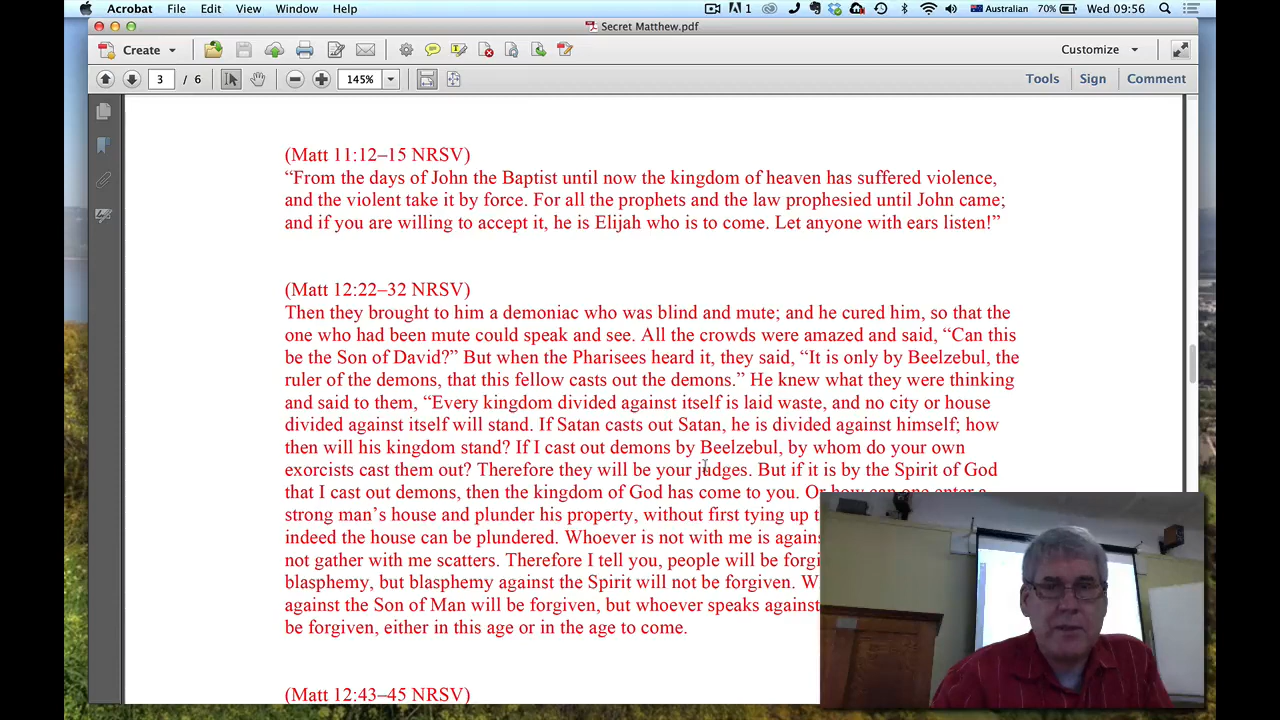 Acrobat File Edit View Window Help
1 Australian 70% Wed 09:56
Secret Matthew.pdf
Create Customize
3 / 6 145% Tools Sign Comment
(Matt 11:12–15 NRSV)
“From the days of John the Baptist until now the kingdom of heaven has suffered violence,
and the violent take it by force. For all the prophets and the law prophesied until John came;
and if you are willing to accept it, he is Elijah who is to come. Let anyone with ears listen!”
(Matt 12:22–32 NRSV)
Then they brought to him a demoniac who was blind and mute; and he cured him, so that the
one who had been mute could speak and see. All the crowds were amazed and said, “Can this
be the Son of David?” But when the Pharisees heard it, they said, “It is only by Beelzebul, the
ruler of the demons, that this fellow casts out the demons.” He knew what they were thinking
and said to them, “Every kingdom divided against itself is laid waste, and no city or house
divided against itself will stand. If Satan casts out Satan, he is divided against himself; how
then will his kingdom stand? If I cast out demons by Beelzebul, by whom do your own
exorcists cast them out? Therefore they will be your judges. But if it is by the Spirit of God
that I cast out demons, then the kingdom of God has come to you. Or how can one enter a
strong man’s house and plunder his property, without first tying up
indeed the house can be plundered. Whoever is not with me is
not gather with me scatters. Therefore I tell you, people will be
blasphemy, but blasphemy against the Spirit will not be forgiven.
against the Son of Man will be forgiven, but whoever speaks against
be forgiven, either in this age or in the age to come.
(Matt 12:43–45 NRSV)